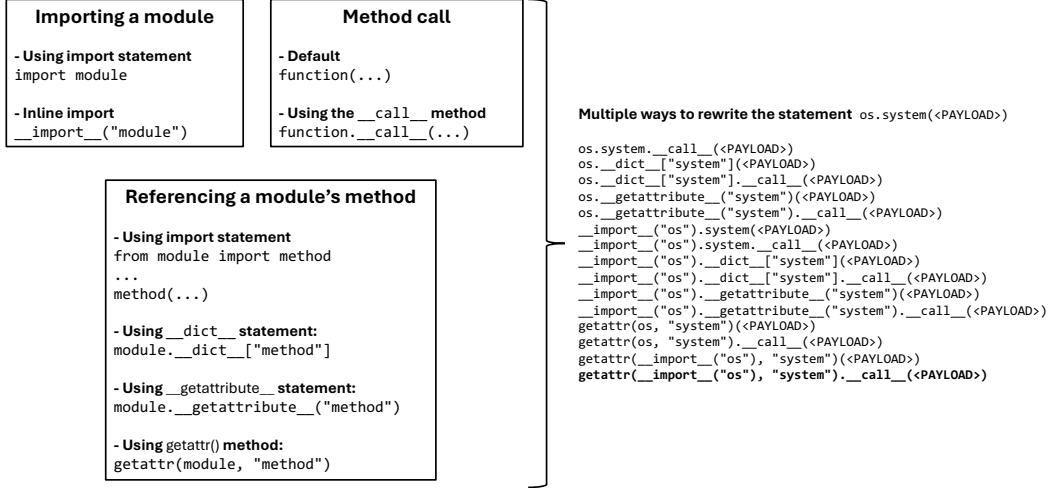 Importing a module
- Using import statement
import module
- Inline import
__import__("module")
Method call
- Default
function(...)
- Using the __call__ method
function.__call__(...)
Referencing a module's method
- Using import statement
from module import method
...
method(...)
- Using __dict__ statement:
module.__dict__["method"]
- Using __getattribute__ statement:
module.__getattribute__("method")
- Using getattr() method:
getattr(module, "method")
Multiple ways to rewrite the statement os.system(<PAYLOAD>)
os.system.__call__(<PAYLOAD>)
os.__dict__["system"](<PAYLOAD>)
os.__dict__["system"].__call__(<PAYLOAD>)
os.__getattribute__("system")(<PAYLOAD>)
os.__getattribute__("system").__call__(<PAYLOAD>)
__import__("os").system(<PAYLOAD>)
__import__("os").system.__call__(<PAYLOAD>)
__import__("os").__dict__["system"](<PAYLOAD>)
__import__("os").__dict__["system"].__call__(<PAYLOAD>)
__import__("os").__getattribute__("system")(<PAYLOAD>)
__import__("os").__getattribute__("system").__call__(<PAYLOAD>)
getattr(os, "system")(<PAYLOAD>)
getattr(os, "system").__call__(<PAYLOAD>)
getattr(__import__("os"), "system")(<PAYLOAD>)
getattr(__import__("os"), "system").__call__(<PAYLOAD>)